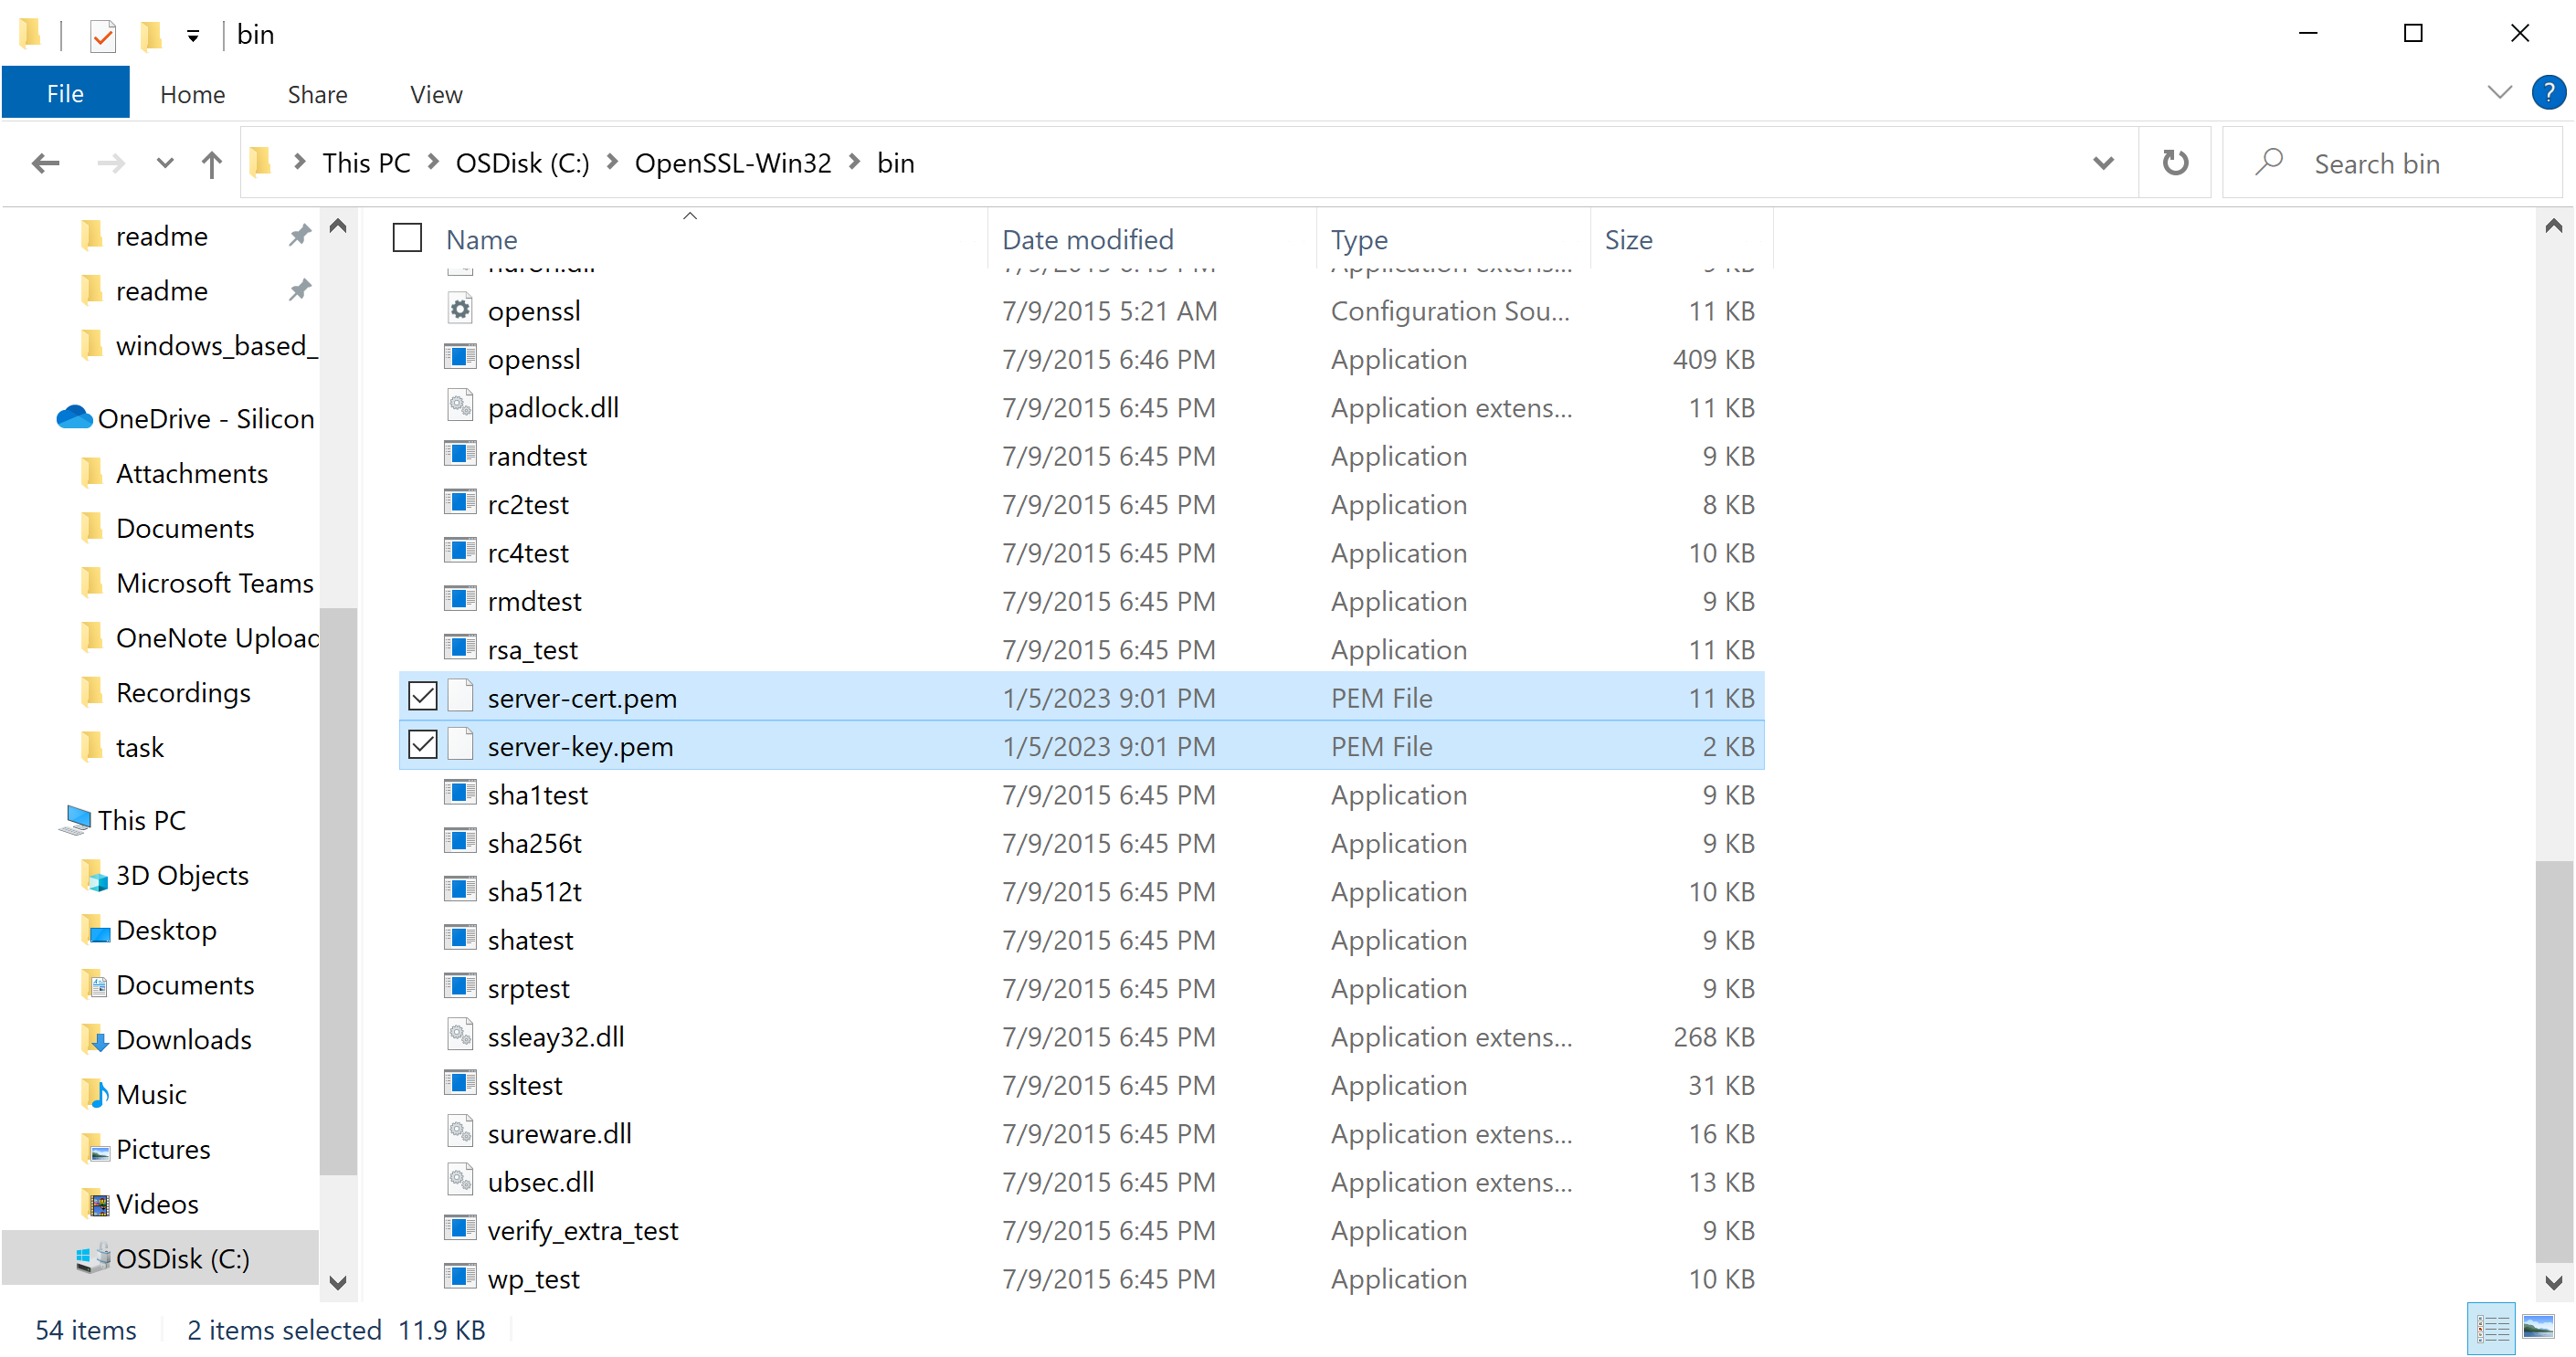 bin
File Home Share View ?
This PC OSDisk (C:) OpenSSL-Win32 bin
Search bin
readme
readme
windows_based_
OneDrive - Silicon
Attachments
Documents
Microsoft Teams
OneNote Upload
Recordings
task
This PC
3D Objects
Desktop
Documents
Downloads
Music
Pictures
Videos
OSDisk (C:)
Name Date modified Type Size
openssl 7/9/2015 5:21 AM Configuration Sou... 11 KB
openssl 7/9/2015 6:46 PM Application 409 KB
padlock.dll 7/9/2015 6:45 PM Application extens... 11 KB
randtest 7/9/2015 6:45 PM Application 9 KB
rc2test 7/9/2015 6:45 PM Application 8 KB
rc4test 7/9/2015 6:45 PM Application 10 KB
rmdtest 7/9/2015 6:45 PM Application 9 KB
rsa_test 7/9/2015 6:45 PM Application 11 KB
server-cert.pem 1/5/2023 9:01 PM PEM File 11 KB
server-key.pem 1/5/2023 9:01 PM PEM File 2 KB
sha1test 7/9/2015 6:45 PM Application 9 KB
sha256t 7/9/2015 6:45 PM Application 9 KB
sha512t 7/9/2015 6:45 PM Application 10 KB
shatest 7/9/2015 6:45 PM Application 9 KB
srptest 7/9/2015 6:45 PM Application 9 KB
ssleay32.dll 7/9/2015 6:45 PM Application extens... 268 KB
ssltest 7/9/2015 6:45 PM Application 31 KB
sureware.dll 7/9/2015 6:45 PM Application extens... 16 KB
ubsec.dll 7/9/2015 6:45 PM Application extens... 13 KB
verify_extra_test 7/9/2015 6:45 PM Application 9 KB
wp_test 7/9/2015 6:45 PM Application 10 KB
54 items 2 items selected 11.9 KB